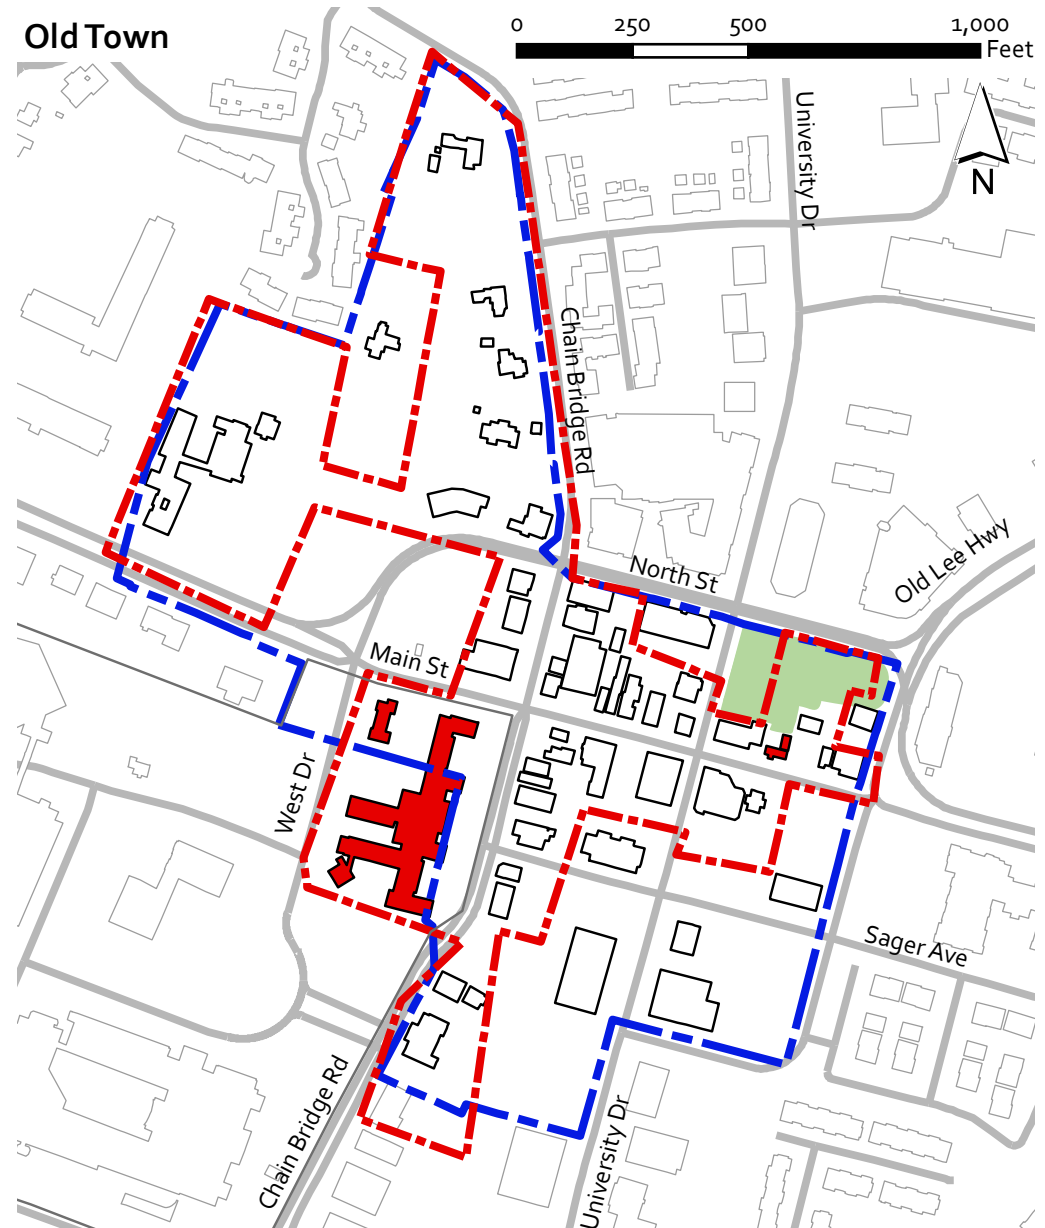 Old Town
0 250 500 1,000
Feet
N
University Dr
Chain Bridge Rd
North St
Old Lee Hwy
Main St
West Dr
Sager Ave
Chain Bridge Rd
University Dr